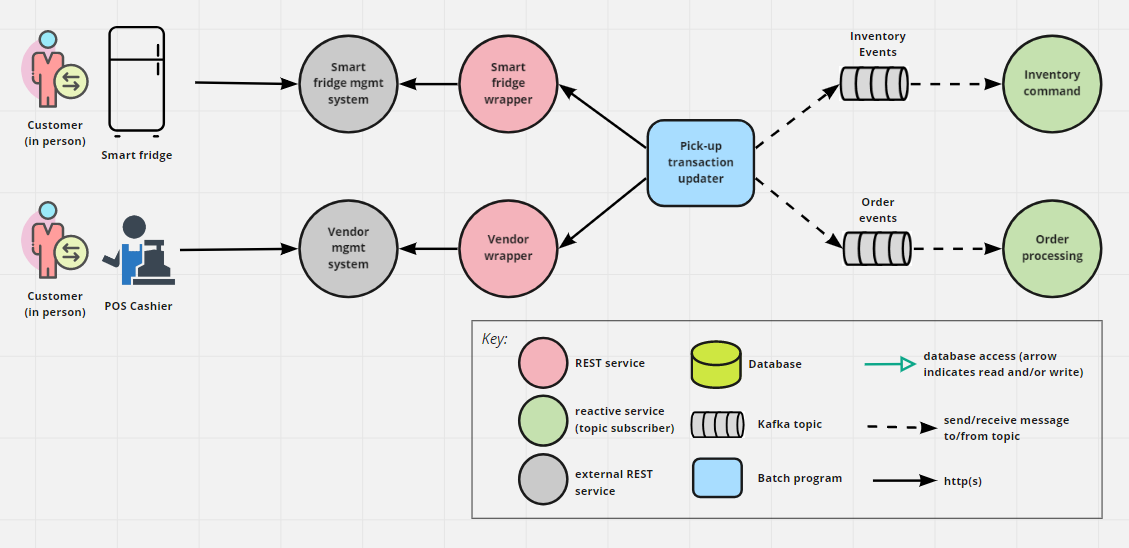 Customer
(in person)
Smart fridge
Smart
fridge mgmt
system
Smart
fridge
wrapper
Pick-up
transaction
updater
Inventory
Events
Inventory
command
Customer
(in person)
POS Cashier
Vendor
mgmt
system
Vendor
wrapper
Order
events
Order
processing
Key:
REST service
Database
database access (arrow
indicates read and/or write)
reactive service
(topic subscriber)
Kafka topic
send/receive message
to/from topic
external REST
service
Batch program
http(s)